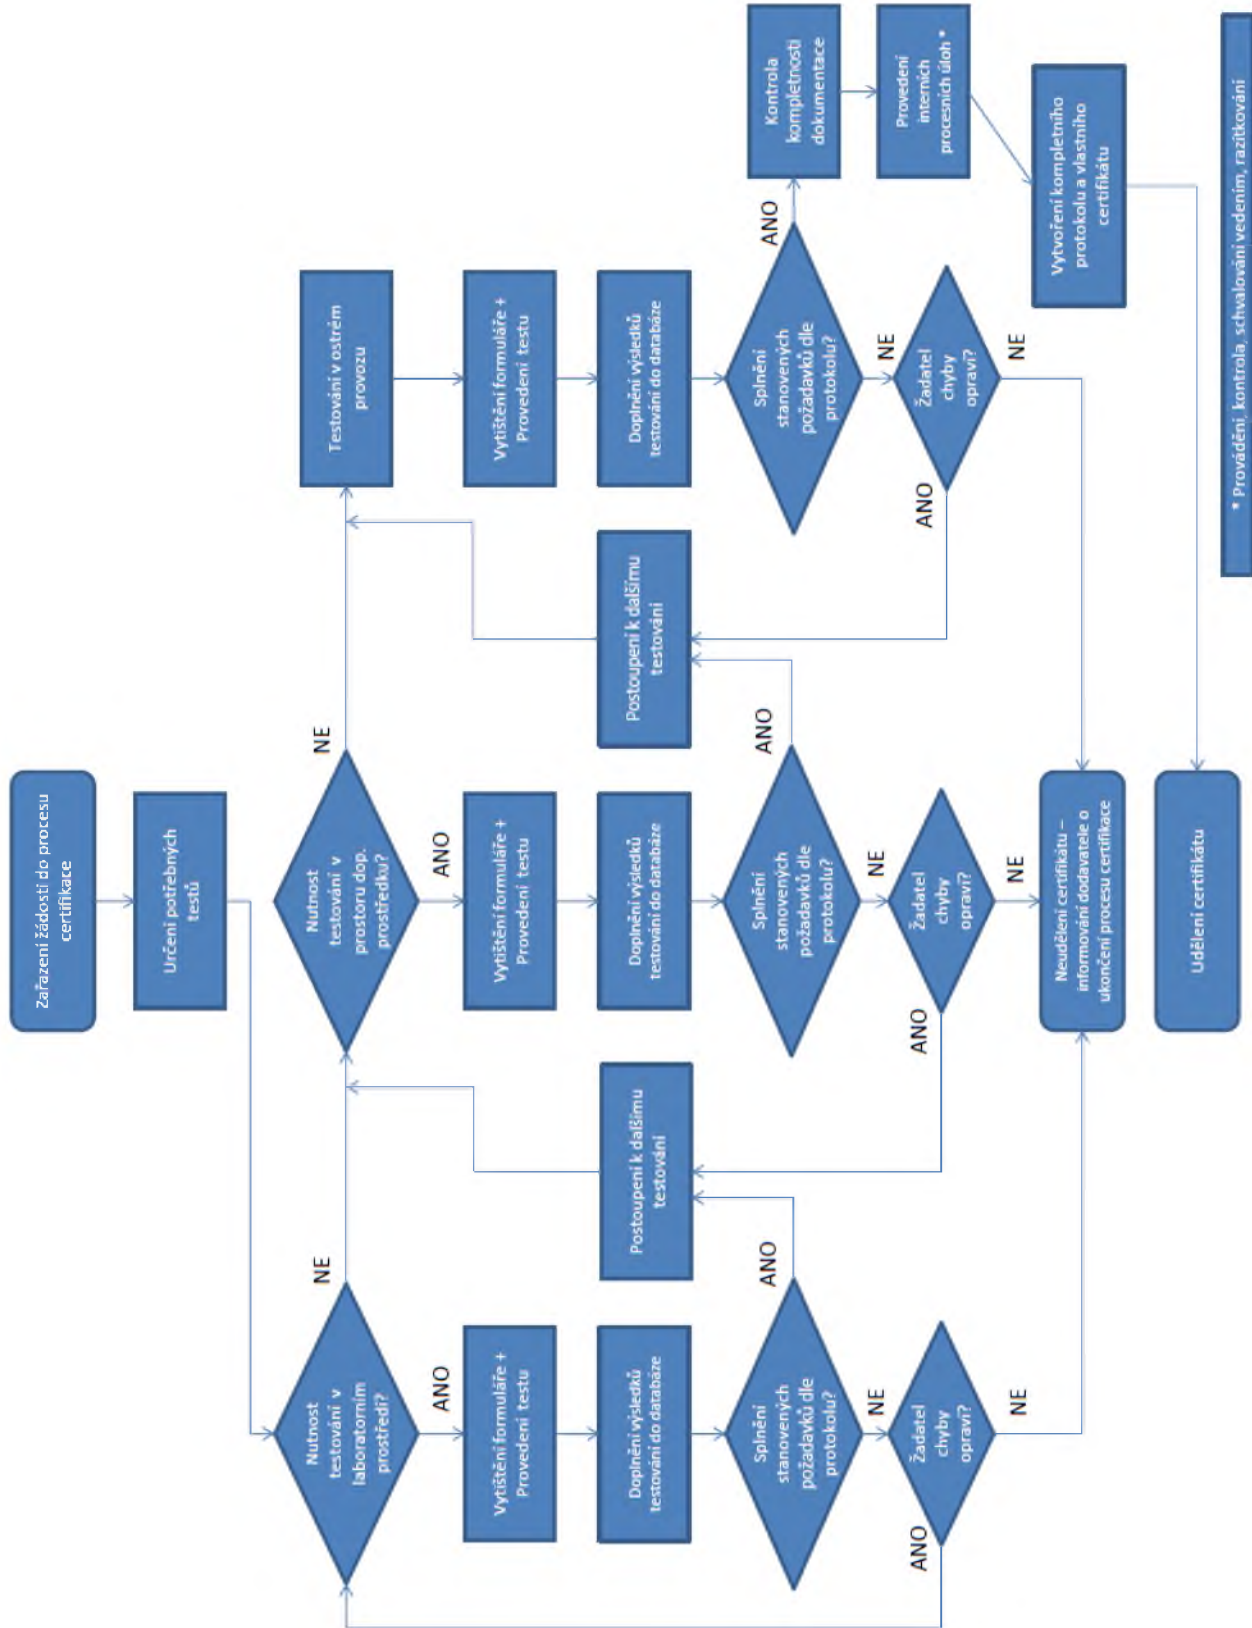 Zařazení žádosti do procesu
certifikace
Určení potřebných
testů
Nutnost
testování v
laboratorním
prostředí?
NE
ANO
Vytištění formuláře +
Provedení testu
Doplnění výsledků
testování do databáze
Splnění
stanovených
požadavků dle
protokolu?
ANO
NE
Žadatel
chyby
opraví?
ANO
NE
Postoupení k dalšímu
testování
Nutnost
testování v
prostoru dop.
prostředku?
NE
ANO
Vytištění formuláře +
Provedení testu
Doplnění výsledků
testování do databáze
Splnění
stanovených
požadavků dle
protokolu?
ANO
NE
Žadatel
chyby
opraví?
ANO
NE
Postoupení k dalšímu
testování
Testování v ostrém
provozu
Vytištění formuláře +
Provedení testu
Doplnění výsledků
testování do databáze
Splnění
stanovených
požadavků dle
protokolu?
ANO
NE
Žadatel
chyby
opraví?
ANO
NE
Kontrola
kompletnosti
dokumentace
Provedení
interních
procesních úloh *
Vytvoření kompletního
protokolu a vlastního
certifikátu
Neudělení certifikátu –
informování dodavatele o
ukončení procesu certifikace
Udělení certifikátu
* Provádění, kontrola, schvalování vedením, razítkování